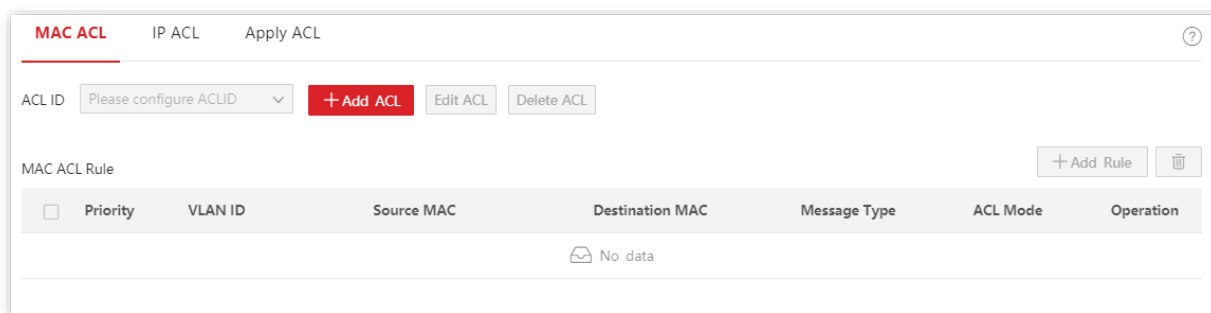 MAC ACL IP ACL Apply ACL ?
ACL ID Please configure ACLID +Add ACL Edit ACL Delete ACL
MAC ACL Rule +Add Rule
Priority VLAN ID Source MAC Destination MAC Message Type ACL Mode Operation
No data